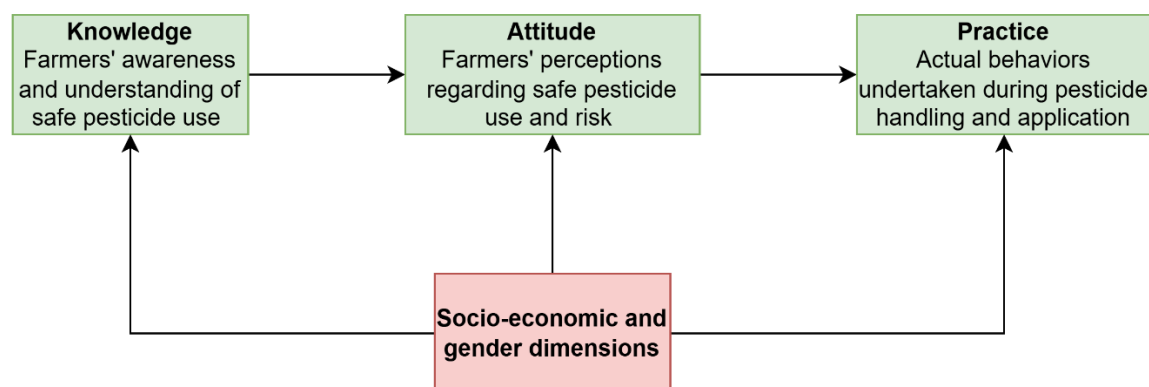 Knowledge
Farmers' awareness
and understanding of
safe pesticide use
Attitude
Farmers' perceptions
regarding safe pesticide
use and risk
Practice
Actual behaviors
undertaken during pesticide
handling and application
Socio-economic and
gender dimensions